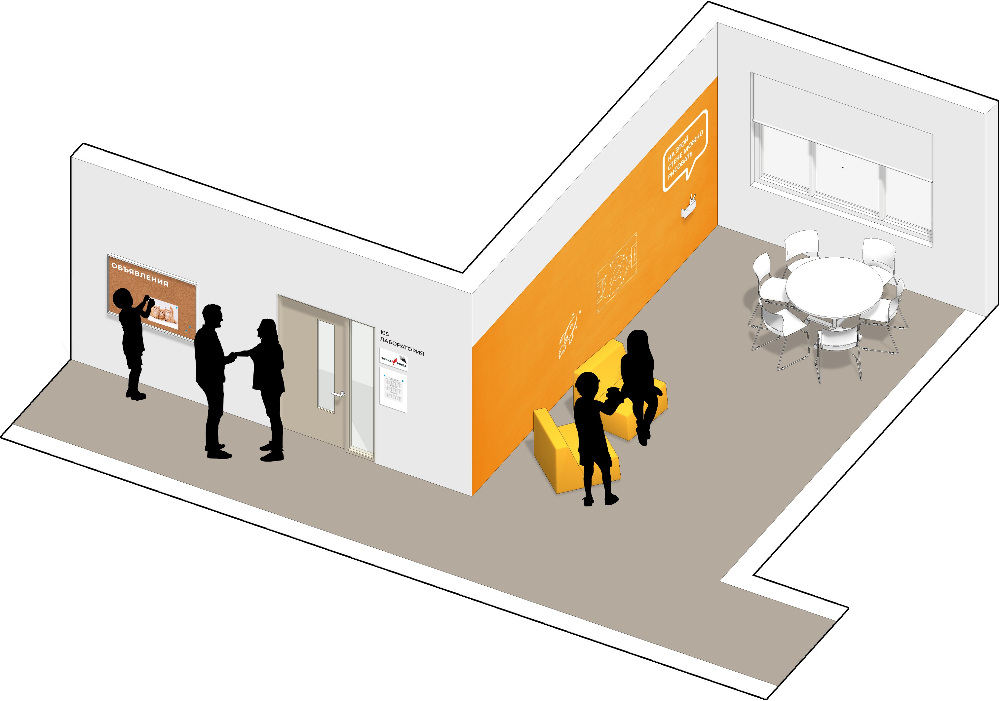 ОБЪЯВЛЕНИЯ
105
ЛАБОРАТОРИЯ
ТОЧКА РОСТА
НА ЭТОЙ
СТЕНЕ МОЖНО
РИСОВАТЬ